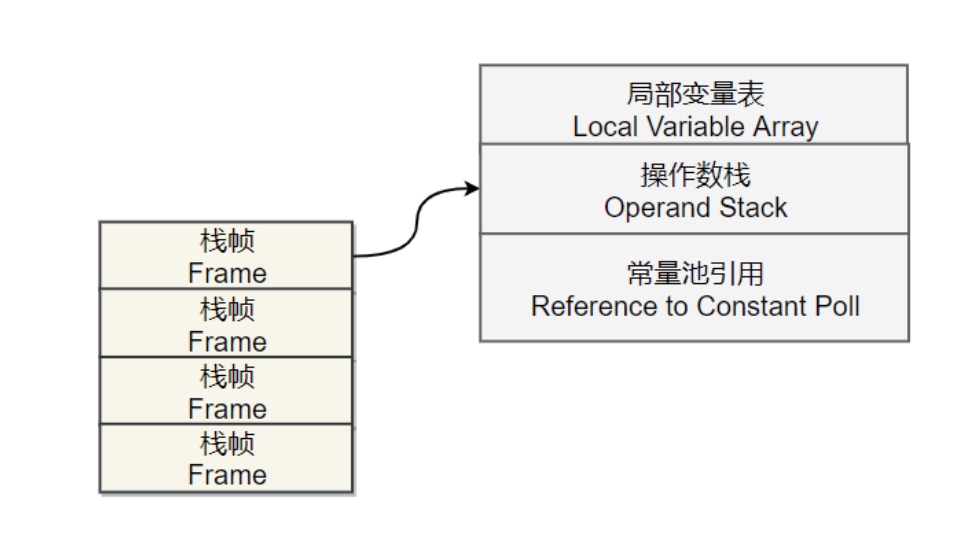 局部变量表
Local Variable Array
操作数栈
Operand Stack
常量池引用
Reference to Constant Poll
栈帧
Frame
栈帧
Frame
栈帧
Frame
栈帧
Frame